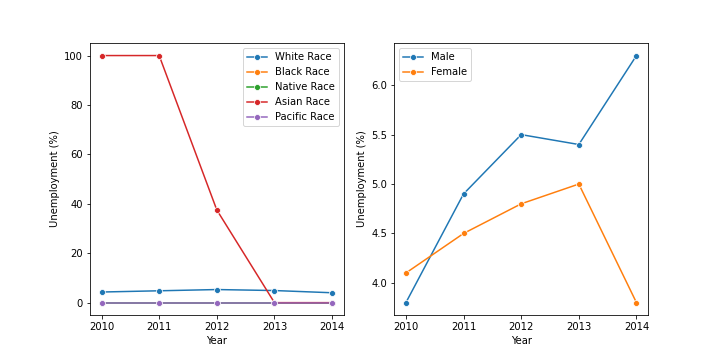 100
80
60
40
20
0
Unemployment (%)
2010 2011 2012 2013 2014
Year
White Race
Black Race
Native Race
Asian Race
Pacific Race
6.0
5.5
5.0
4.5
4.0
Unemployment (%)
2010 2011 2012 2013 2014
Year
Male
Female